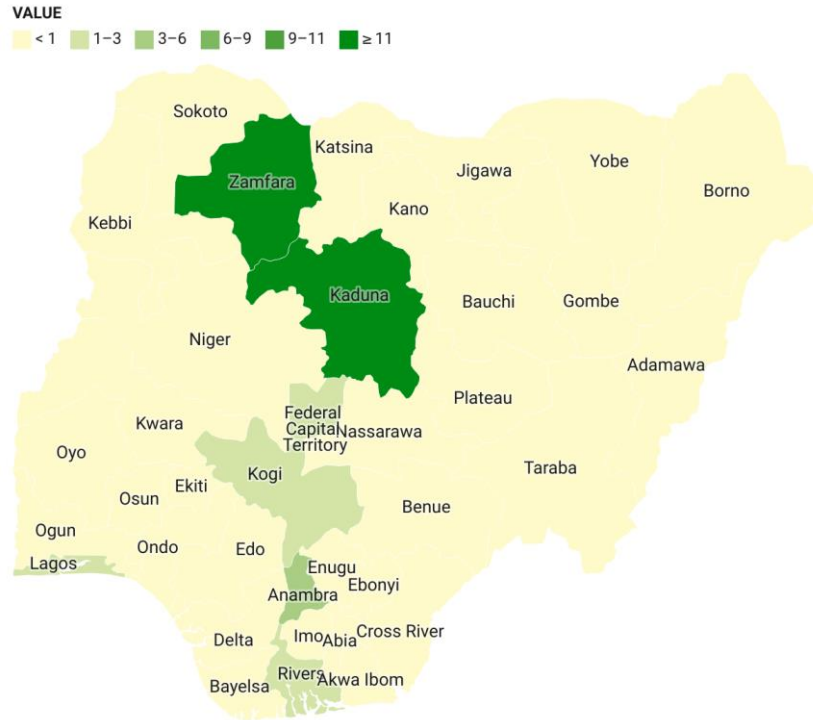 VALUE
< 1 1–3 3–6 6–9 9–11 ≥ 11
Sokoto
Katsina
Zamfara
Jigawa
Yobe
Borno
Kebbi
Kano
Kaduna
Bauchi
Gombe
Niger
Adamawa
Plateau
Federal
Capital
Territory
Nassarawa
Kwara
Oyo
Kogi
Taraba
Ekiti
Osun
Benue
Ogun
Ondo
Edo
Lagos
Enugu
Ebonyi
Anambra
Delta
Imo
Abia
Cross River
Rivers
Akwa Ibom
Bayelsa